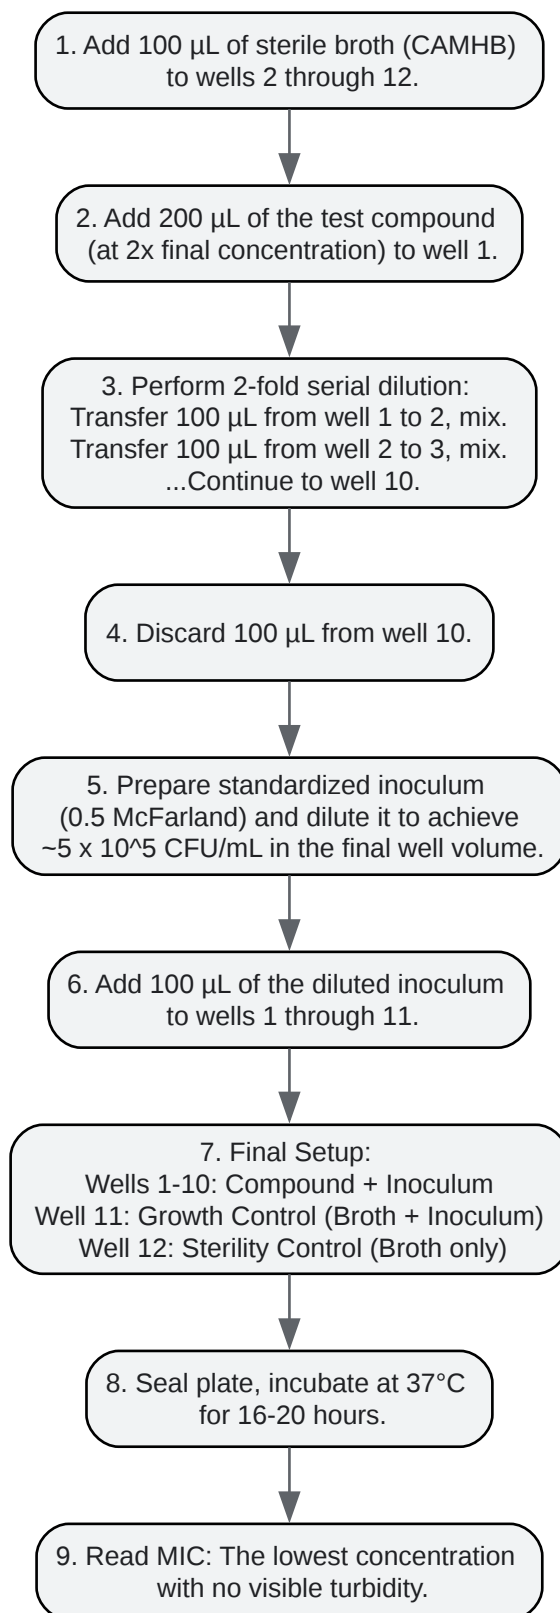 1. Add 100 µL of sterile broth (CAMHB)
to wells 2 through 12.
2. Add 200 µL of the test compound
(at 2x final concentration) to well 1.
3. Perform 2-fold serial dilution:
Transfer 100 µL from well 1 to 2, mix.
Transfer 100 µL from well 2 to 3, mix.
...Continue to well 10.
4. Discard 100 µL from well 10.
5. Prepare standardized inoculum
(0.5 McFarland) and dilute it to achieve
~5 x 10^5 CFU/mL in the final well volume.
6. Add 100 µL of the diluted inoculum
to wells 1 through 11.
7. Final Setup:
Wells 1-10: Compound + Inoculum
Well 11: Growth Control (Broth + Inoculum)
Well 12: Sterility Control (Broth only)
8. Seal plate, incubate at 37°C
for 16-20 hours.
9. Read MIC: The lowest concentration
with no visible turbidity.